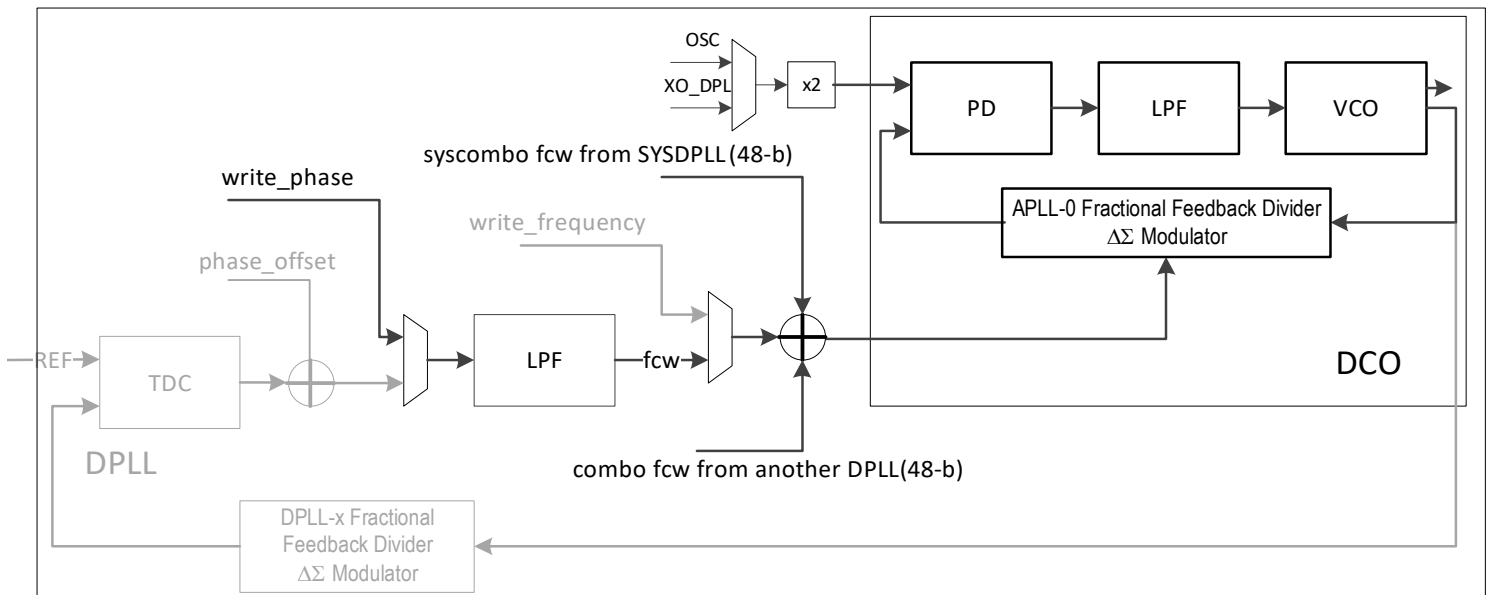 OSC
XO_DPL
x2
PD
LPF
VCO
syscombo fcw from SYSDPLL(48-b)
write_phase
APLL-0 Fractional Feedback Divider
ΔΣ Modulator
write_frequency
phase_offset
REF
TDC
LPF
fcw
DCO
DPLL
combo fcw from another DPLL(48-b)
DPLL-x Fractional
Feedback Divider
ΔΣ Modulator